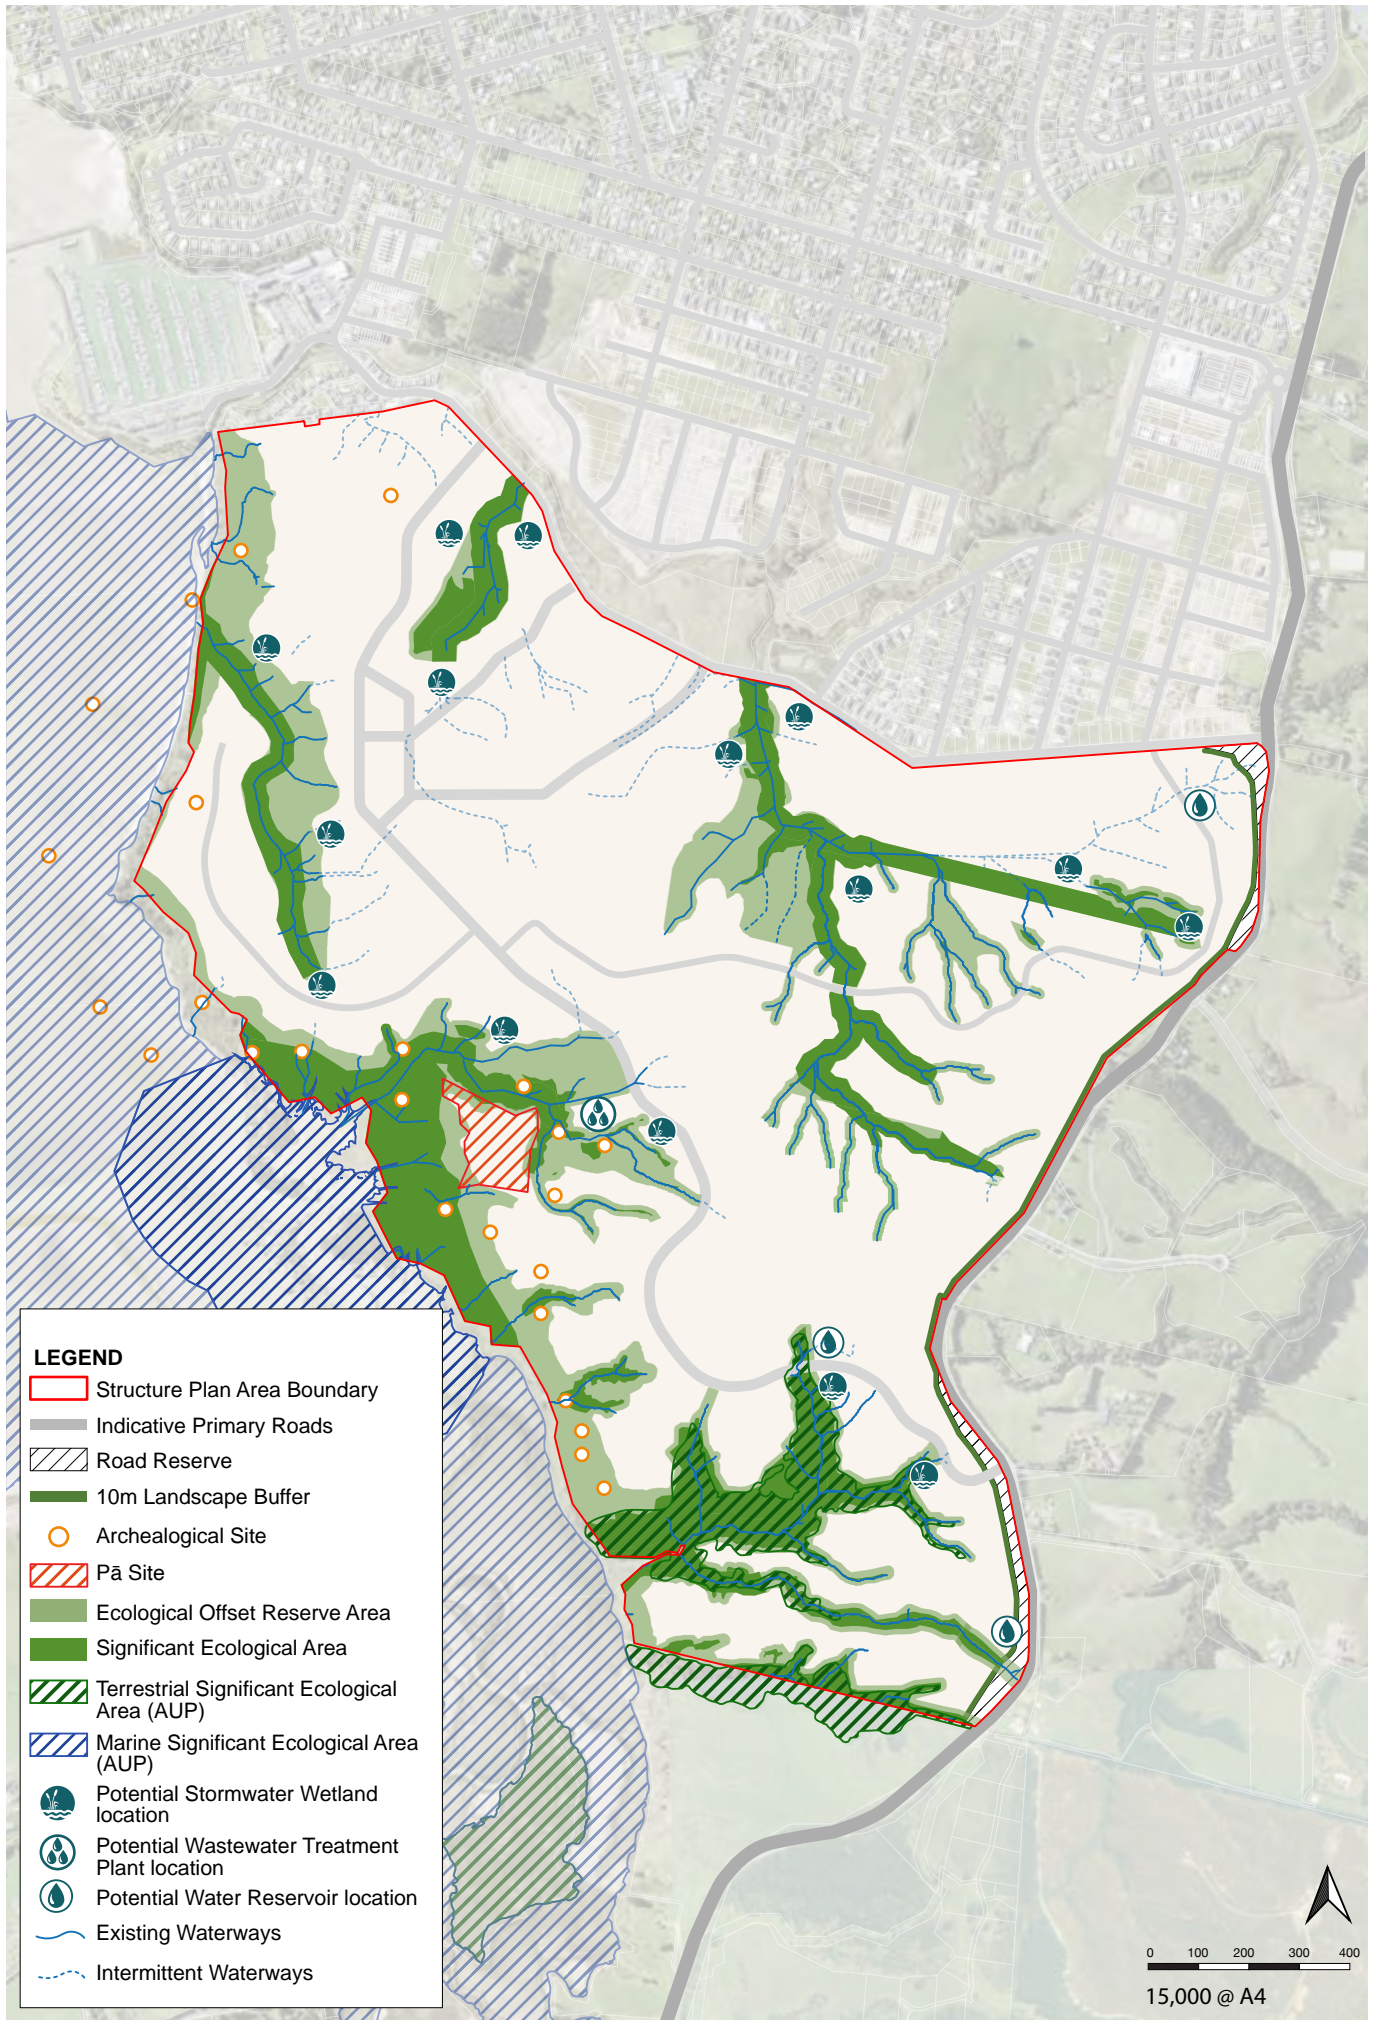 LEGEND
Structure Plan Area Boundary
Indicative Primary Roads
Road Reserve
10m Landscape Buffer
Archealogical Site
Pā Site
Ecological Offset Reserve Area
Significant Ecological Area
Terrestrial Significant Ecological
Area (AUP)
Marine Significant Ecological Area
(AUP)
Potential Stormwater Wetland
location
Potential Wastewater Treatment
Plant location
Potential Water Reservoir location
Existing Waterways
Intermittent Waterways
0 100 200 300 400
15,000 @ A4